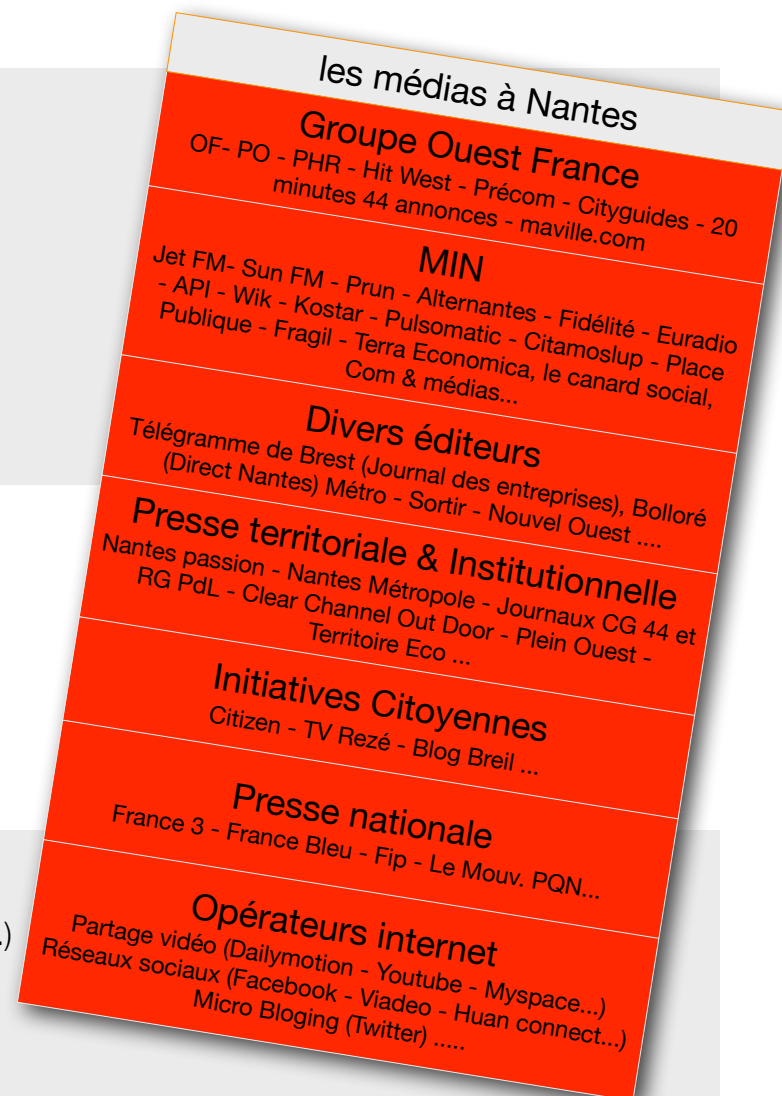 les médias à Nantes
Groupe Ouest France
OF- PO - PHR - Hit West - Précom - Cityguides - 20
minutes 44 annonces - maville.com
MIN
Jet FM- Sun FM - Prun - Alternantes - Fidélité - Euradio
- API - Wik - Kostar - Pulsomatic - Citamoslup - Place
Publique - Fragil - Terra Economica, le canard social,
Com & médias...
Divers éditeurs
Télégramme de Brest (Journal des entreprises), Bolloré
(Direct Nantes) Métro - Sortir - Nouvel Ouest ....
Presse territoriale & Institutionnelle
Nantes passion - Nantes Métropole - Journaux CG 44 et
RG PdL - Clear Channel Out Door - Plein Ouest -
Territoire Eco ...
Initiatives Citoyennes
Citizen - TV Rezé - Blog Breil ...
Presse nationale
France 3 - France Bleu - Fip - Le Mouv. PQN...
Opérateurs internet
Partage vidéo (Dailymotion - Youtube - Myspace...)
Réseaux sociaux (Facebook - Viadeo - Huan connect...)
Micro Bloging (Twitter) .....
.)